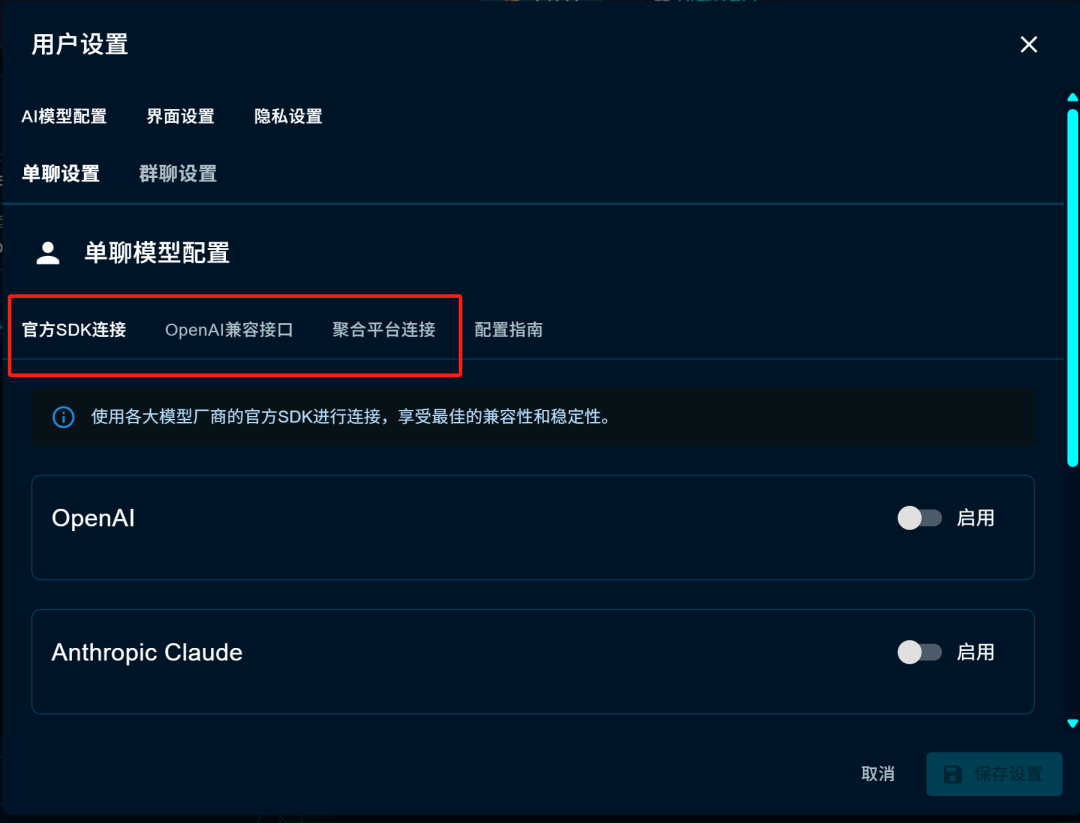 用户设置
AI模型配置 界面设置 隐私设置
单聊设置 群聊设置
单聊模型配置
官方SDK连接 OpenAI兼容接口 聚合平台连接 配置指南
使用各大模型厂商的官方SDK进行连接，享受最佳的兼容性和稳定性。
OpenAI 启用
Anthropic Claude 启用
取消 保存设置